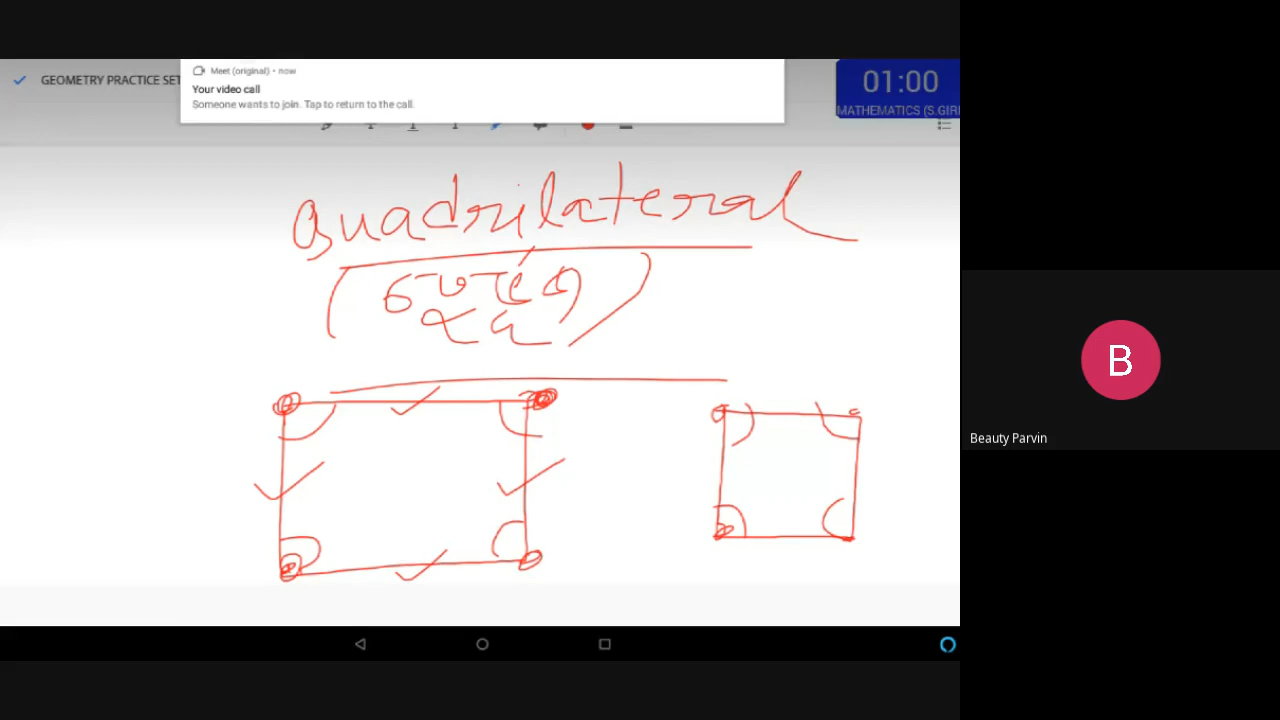 GEOMETRY PRACTICE SET
Meet (original) • now
Your video call
Someone wants to join. Tap to return to the call.
01:00
MATHEMATICS (S.GIRI
Quadrilateral
B
Beauty Parvin